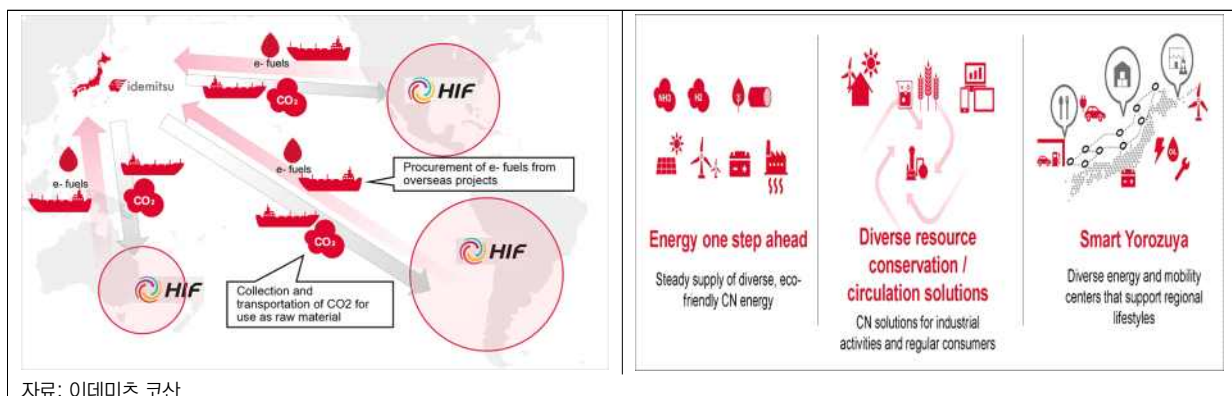 e- fuels
CO₂
HIF
idemitsu
e- fuels
CO₂
HIF
e- fuels
CO₂
HIF
Procurement of e- fuels from
overseas projects
Collection and
transportation of CO2 for
use as raw material
NH3
H2
Energy one step ahead
Steady supply of diverse, eco-
friendly CN energy
Diverse resource
conservation /
circulation solutions
CN solutions for industrial
activities and regular consumers
OIL
Smart Yorozuya
Diverse energy and mobility
centers that support regional
lifestyles
자료: 이데미츠 코산